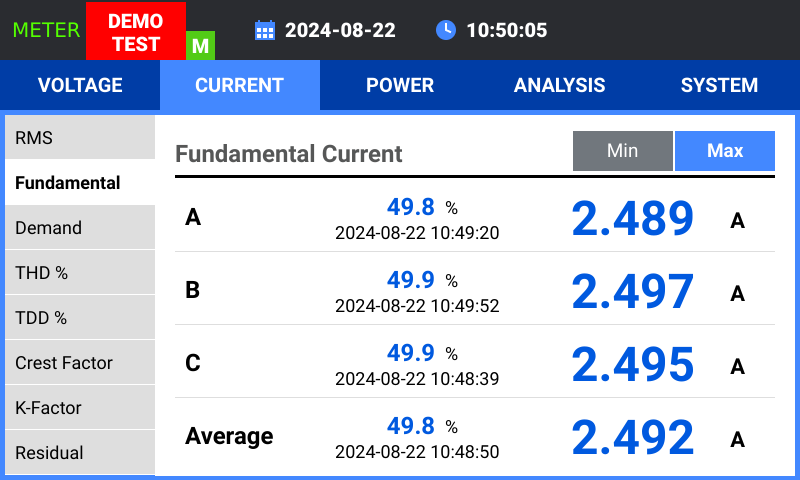 METER
DEMO
TEST
M
2024-08-22
10:50:05
VOLTAGE CURRENT POWER ANALYSIS SYSTEM
RMS
Fundamental
Demand
THD %
TDD %
Crest Factor
K-Factor
Residual
Fundamental Current
Min Max
A 49.8 % 2.489 A
2024-08-22 10:49:20
B 49.9 % 2.497 A
2024-08-22 10:49:52
C 49.9 % 2.495 A
2024-08-22 10:48:39
Average 49.8 % 2.492 A
2024-08-22 10:48:50